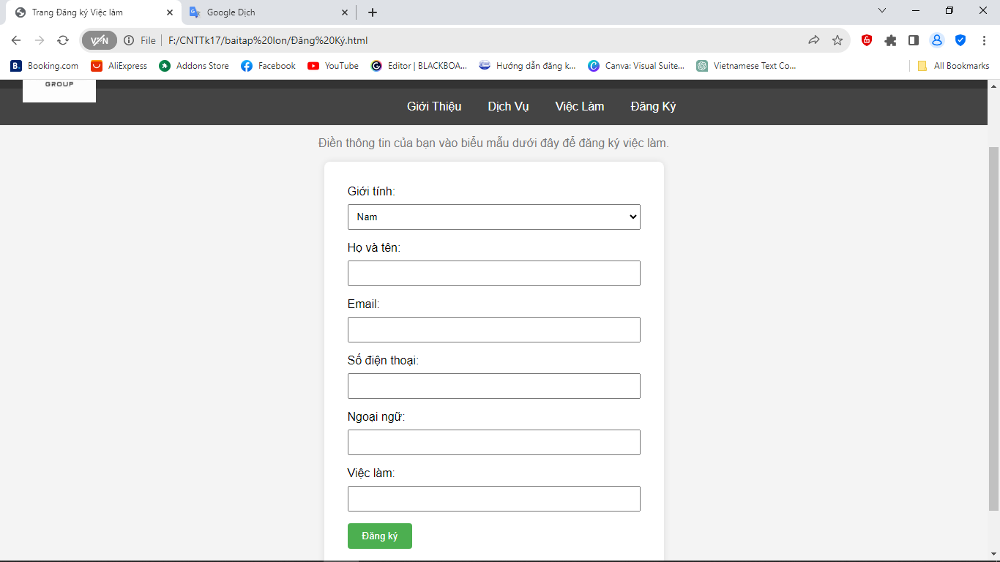 Trang Đăng ký Việc làm
Google Dịch
VPN
File
F:/CNTTk17/baitap%20lon/Đăng%20Ký.html
B.
Booking.com
AliExpress
Addons Store
Facebook
YouTube
Editor | BLACKBOA...
Hướng dẫn đăng k...
Canva: Visual Suite...
Vietnamese Text Co...
All Bookmarks
GROUP
Giới Thiệu
Dịch Vụ
Việc Làm
Đăng Ký
Điền thông tin của bạn vào biểu mẫu dưới đây để đăng ký việc làm.
Giới tính:
Nam
Họ và tên:
Email:
Số điện thoại:
Ngoại ngữ:
Việc làm:
Đăng ký